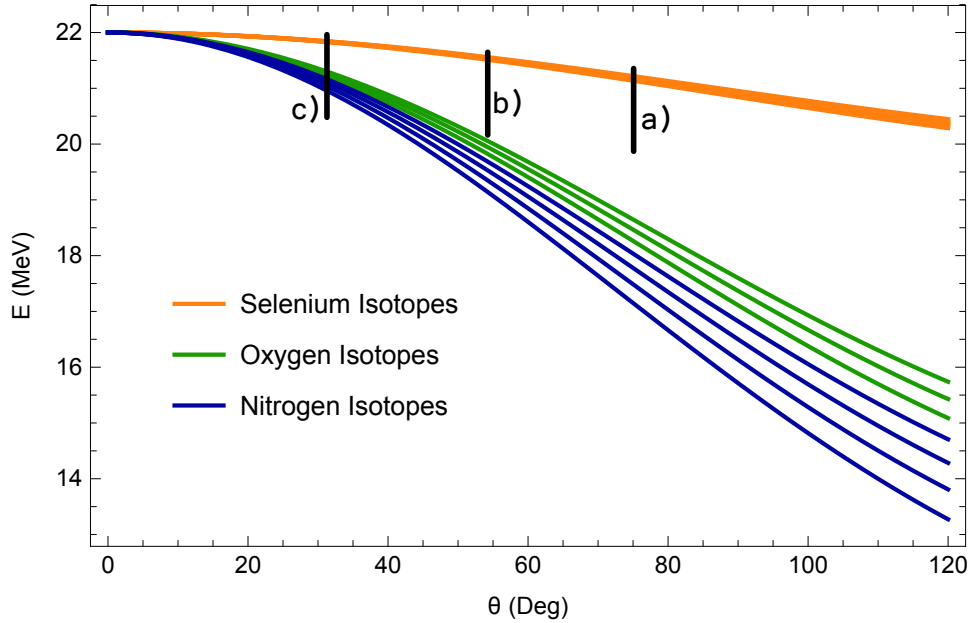 22
20
18
16
14
E (MeV)
c)
b)
a)
Selenium Isotopes
Oxygen Isotopes
Nitrogen Isotopes
0 20 40 60 80 100 120
θ (Deg)